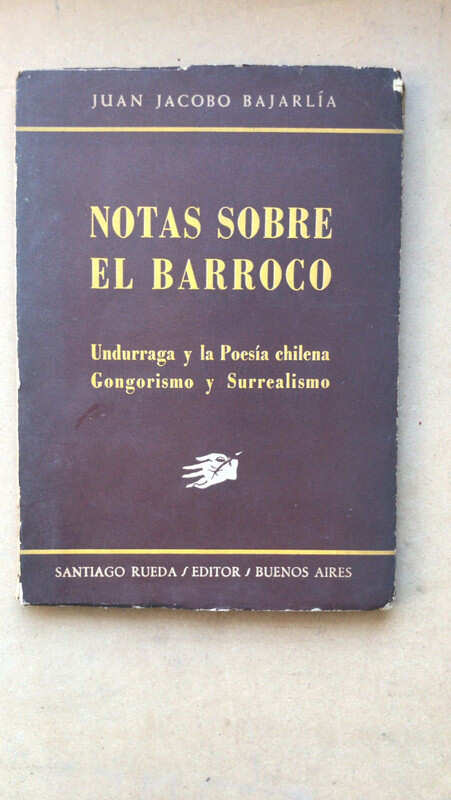 JUAN JACOBO BAJARLÍA
NOTAS SOBRE
EL BARROCO
Undurraga y la Poesía chilena
Gongorismo y Surrealismo
SANTIAGO RUEDA / EDITOR / BUENOS AIRES